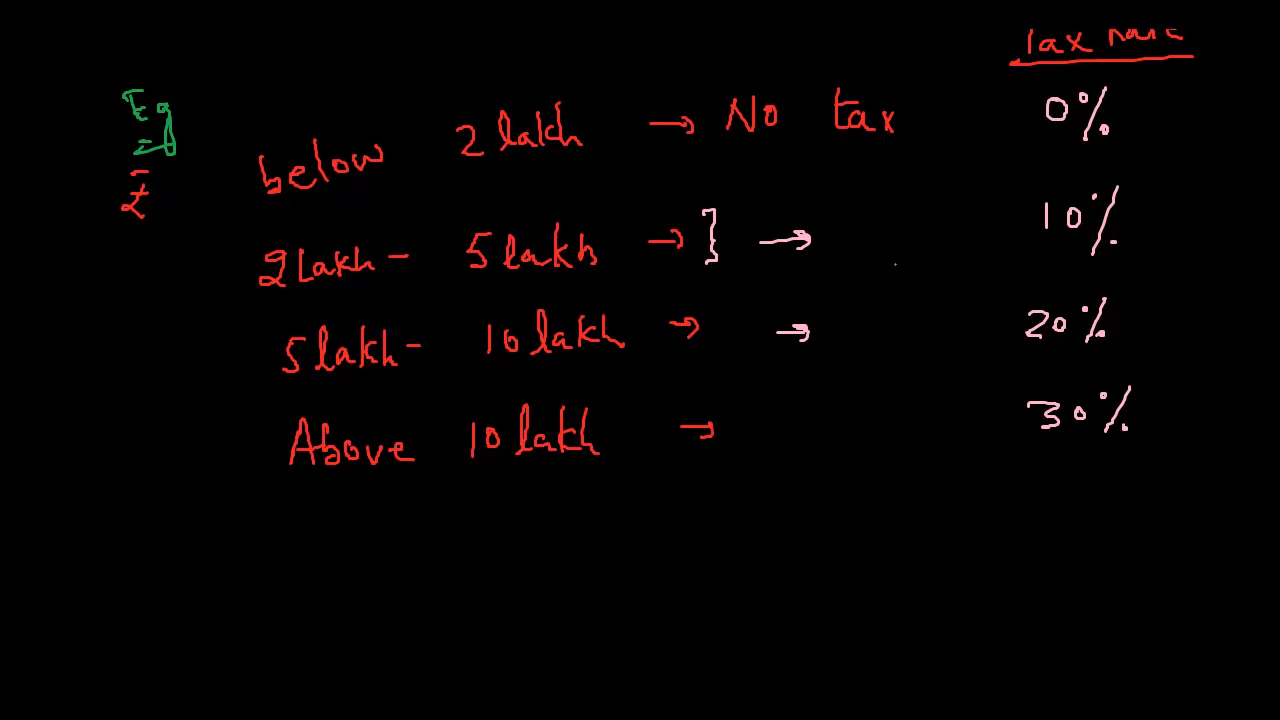 Tax Rate
Eg
below 2 lakh → No tax 0%
2 Lakh - 5 lakh → ] → 10%
5 lakh - 10 lakh → → 20%
Above 10 lakh → 30%